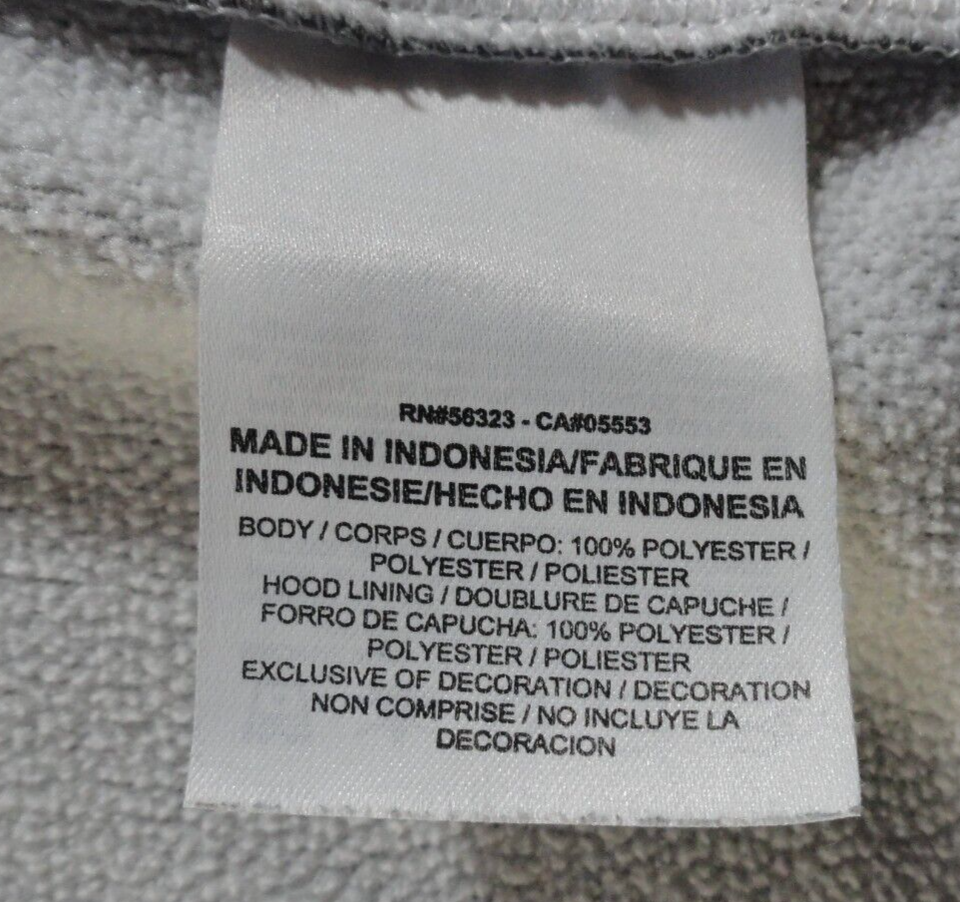 RN#56323 - CA#05553
MADE IN INDONESIA/FABRIQUE EN
INDONESIE/HECHO EN INDONESIA
BODY / CORPS / CUERPO: 100% POLYESTER /
POLYESTER / POLIESTER
HOOD LINING / DOUBLURE DE CAPUCHE /
FORRO DE CAPUCHA: 100% POLYESTER /
POLYESTER / POLIESTER
EXCLUSIVE OF DECORATION / DECORATION
NON COMPRISE / NO INCLUYE LA
DECORACION